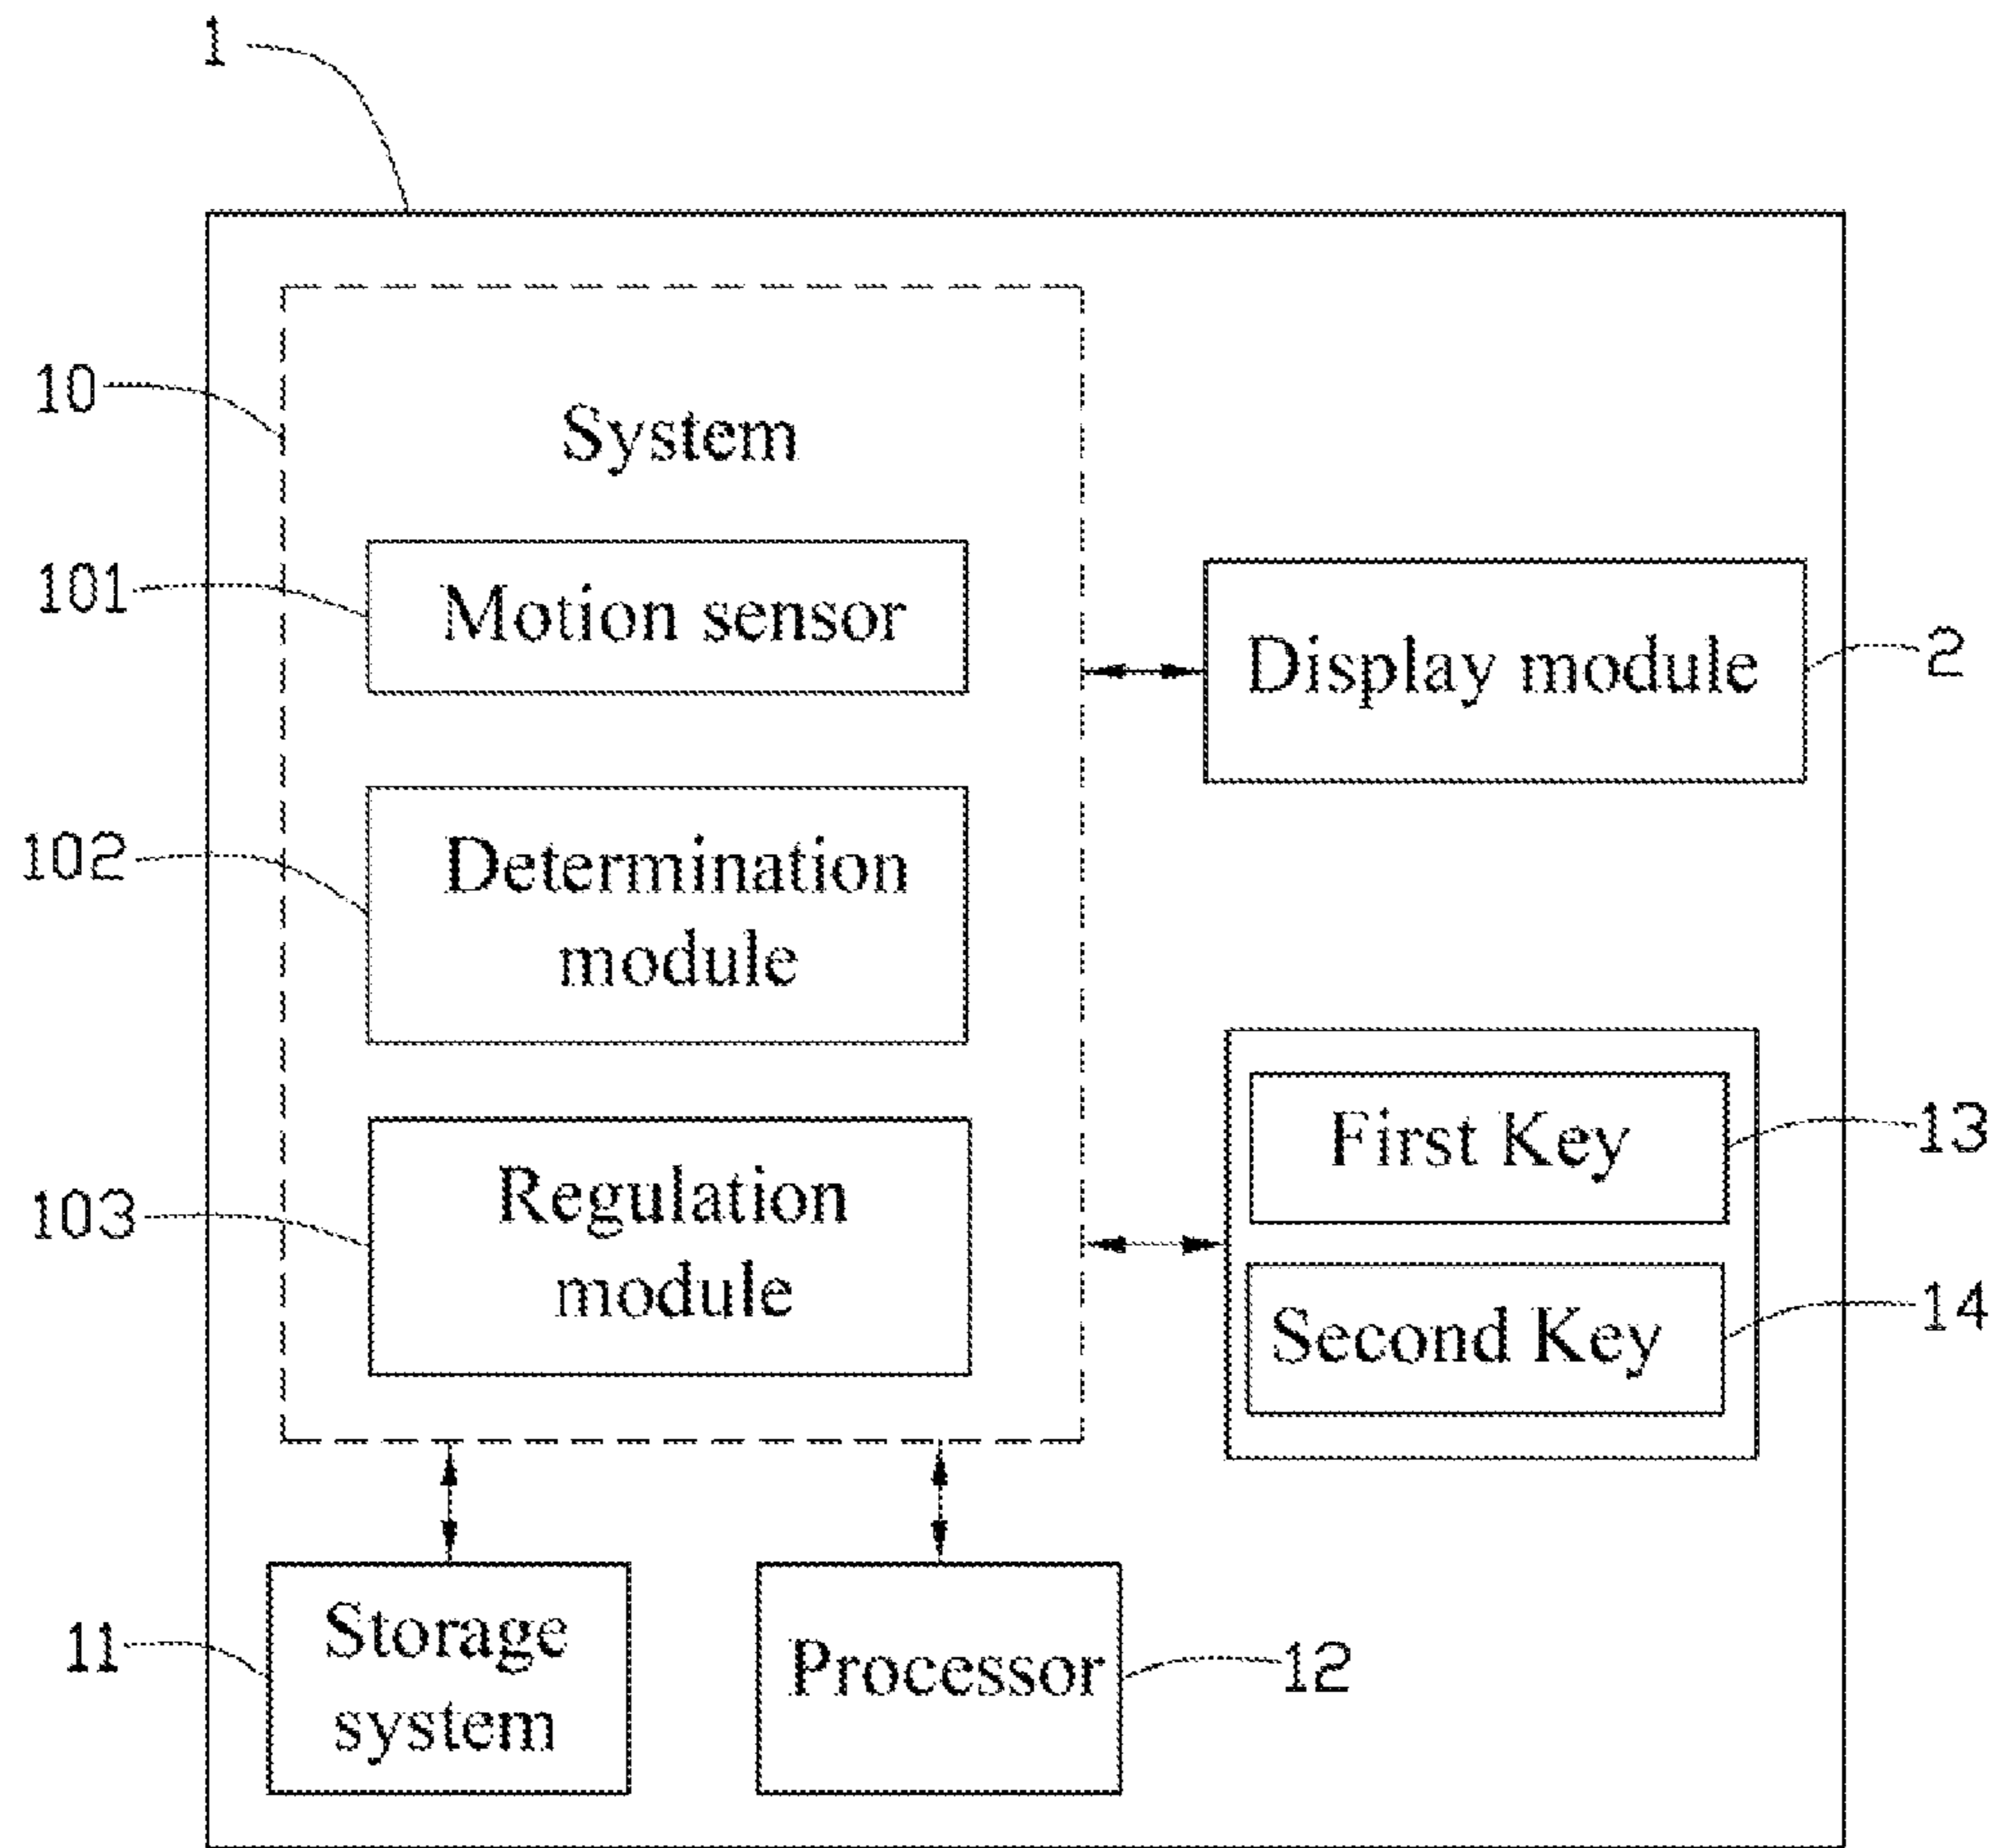 1
10
System
101
Motion sensor
Display module
2
102
Determination
module
First Key
13
103
Regulation
module
Second Key
14
11
Storage
system
Processor
12